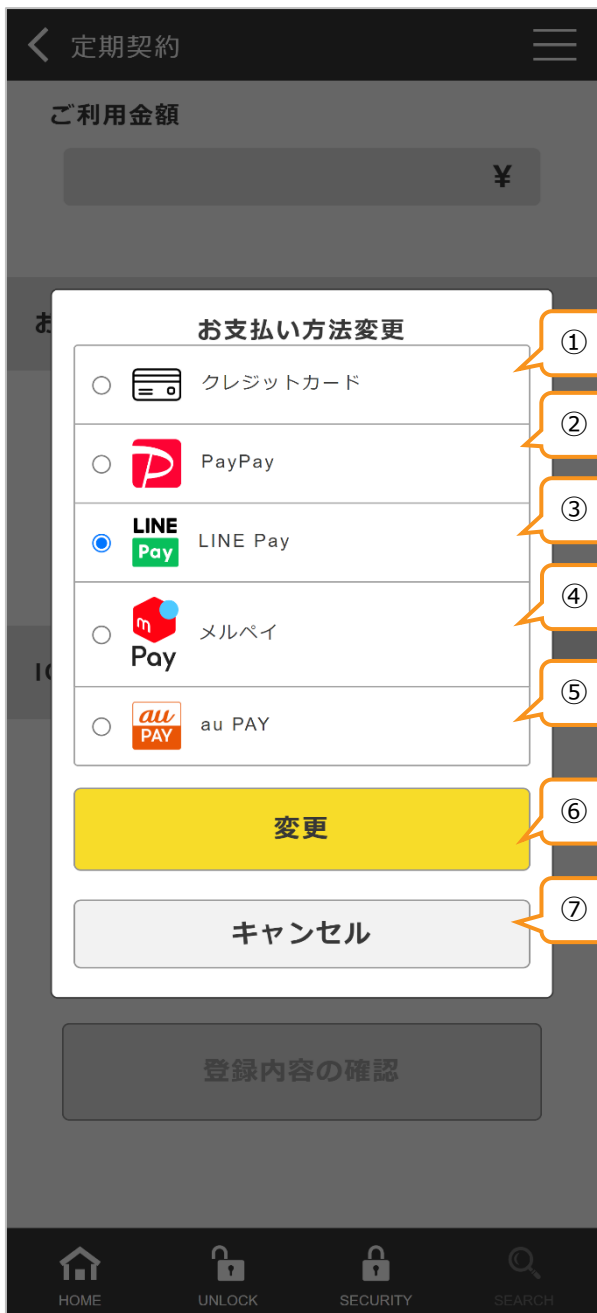 定期契約
ご利用金額
¥
お
お支払い方法変更
①
クレジットカード
②
PayPay
③
LINE
Pay
LINE Pay
④
m
Pay
メルペイ
IC
⑤
au
PAY
au PAY
⑥
変更
⑦
キャンセル
登録内容の確認
HOME
UNLOCK
SECURITY
SEARCH